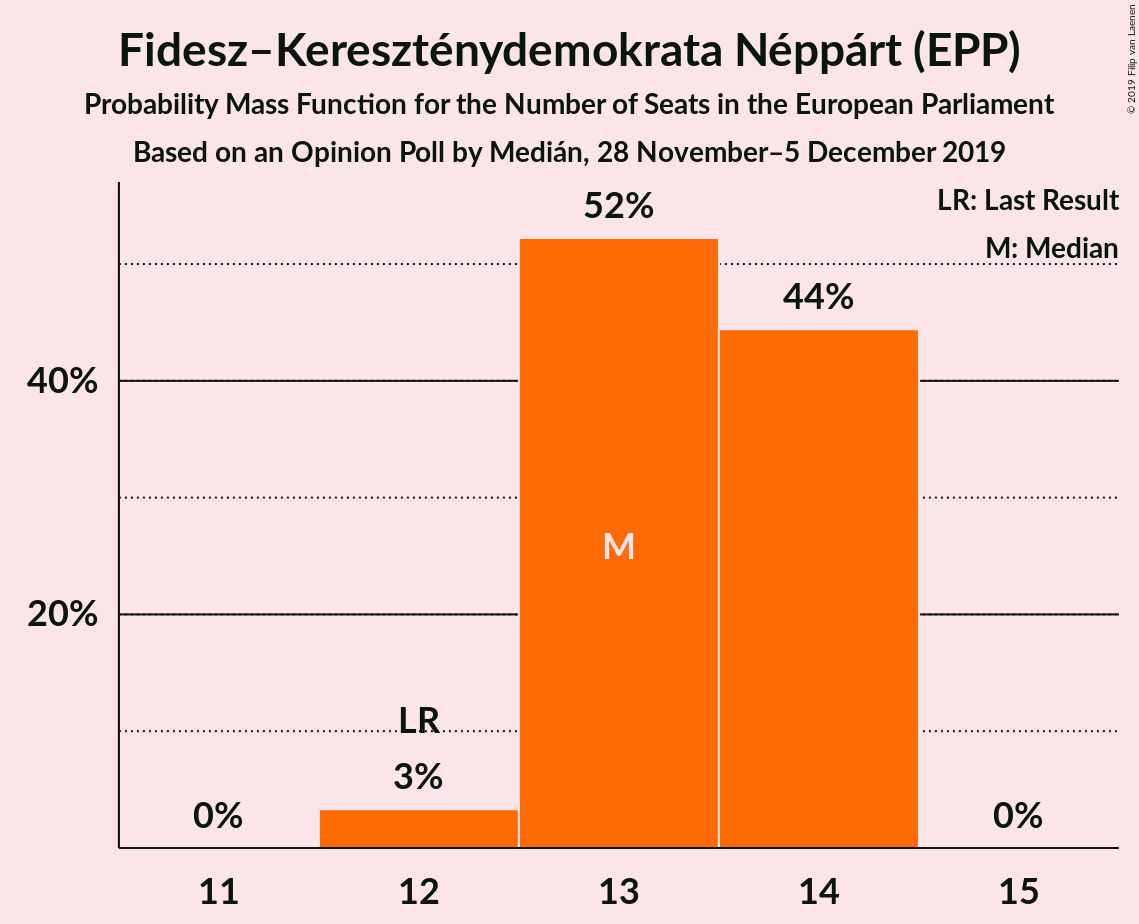 Fidesz–Kereszténydemokrata Néppárt (EPP)
Probability Mass Function for the Number of Seats in the European Parliament
Based on an Opinion Poll by Medián, 28 November–5 December 2019
© 2019 Filip van Laenen
LR: Last Result
M: Median
52%
44%
40%
M
20%
LR
3%
0%
0%
11
12
13
14
15